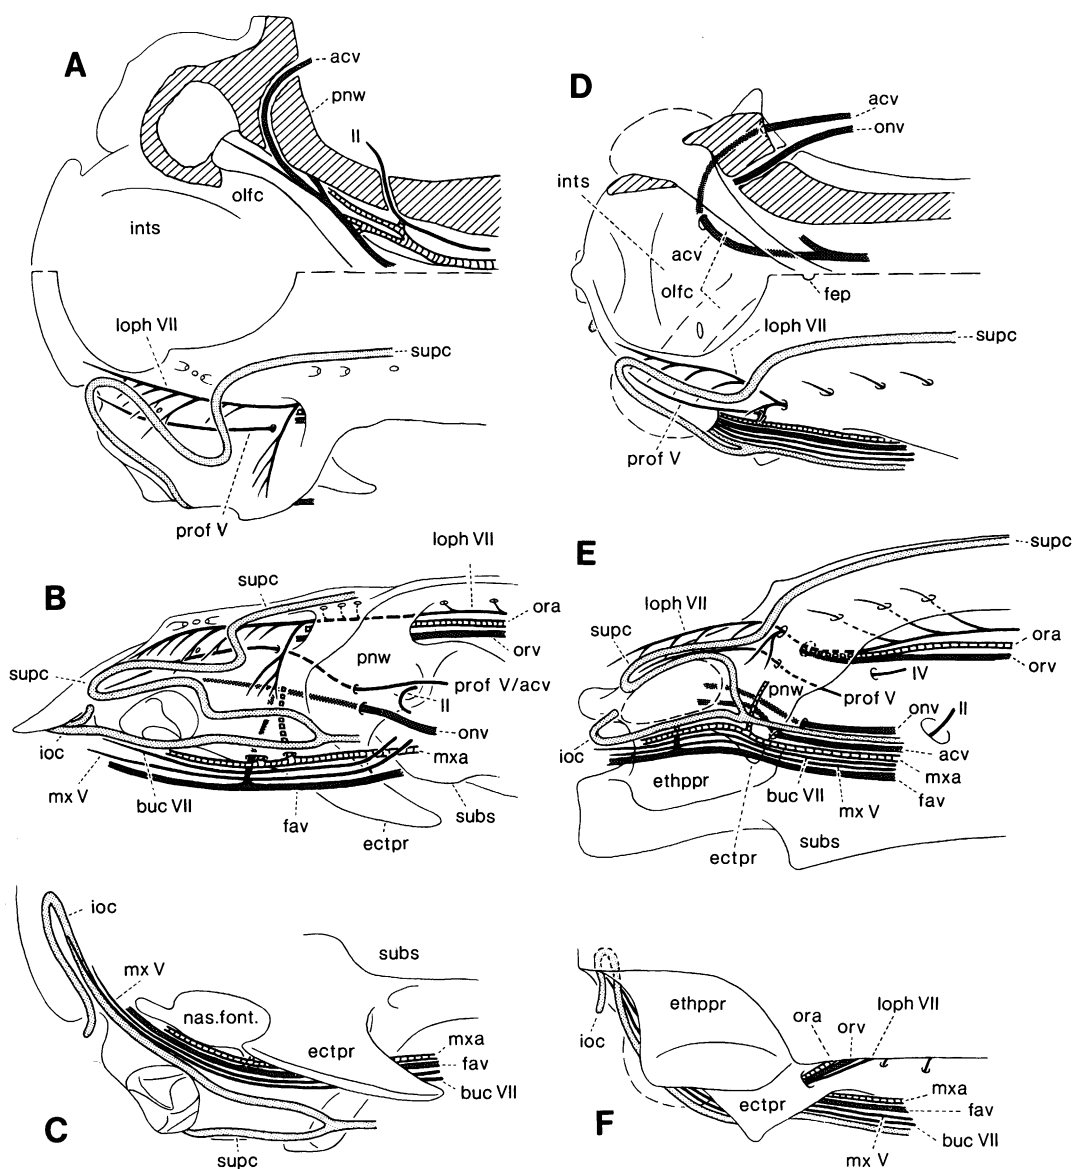 A
acv
pnw
II
olfc
ints
loph VII
supc
prof V
D
acv
onv
ints
acv
olfc
fep
loph VII
supc
prof V
B
loph VII
supc
ora
orv
pnw
supc
prof V/acv
II
onv
ioc
mxa
mx V
buc VII
fav
subs
ectpr
E
supc
loph VII
supc
ora
orv
IV
pnw
prof V
onv
II
ioc
acv
ethppr
mxa
buc VII
mx V
fav
subs
ectpr
C
ioc
mx V
subs
nas.font.
ectpr
mxa
fav
buc VII
supc
F
ethppr
ioc
ora
orv
loph VII
ectpr
mxa
fav
buc VII
mx V